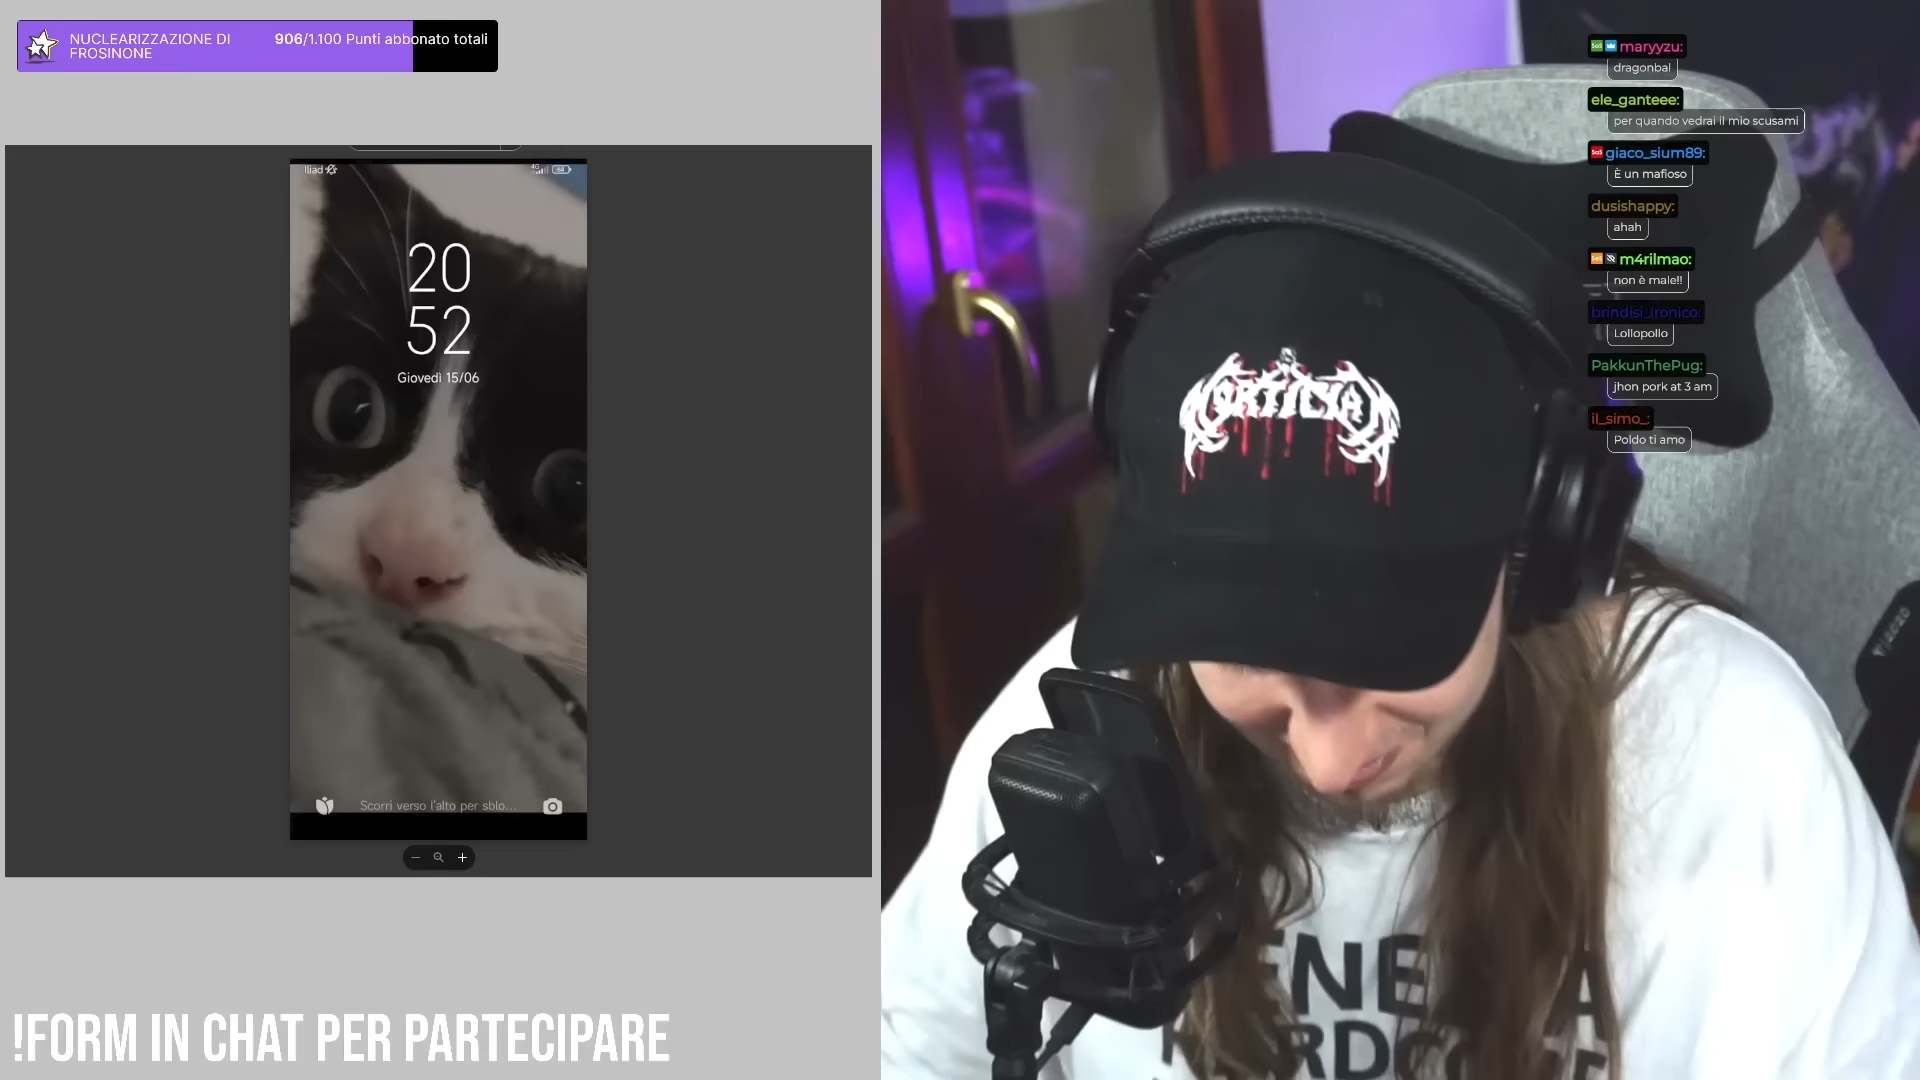 NUCLEARIZZAZIONE DI
FROSINONE
906/1.100 Punti abbonato totali
Iliad
4G
20
52
Giovedì 15/06
Scorri verso l'alto per sblo...
!FORM IN CHAT PER PARTECIPARE
MORTICIAN
maryyzu:
dragonbal
ele_ganteee:
per quando vedrai il mio scusami
giaco_sium89:
È un mafioso
dusishappy:
ahah
m4rilmao:
non è male!!
brindisi_ironico:
Lollopollo
PakkunThePug:
jhon pork at 3 am
il_simo_:
Poldo ti amo